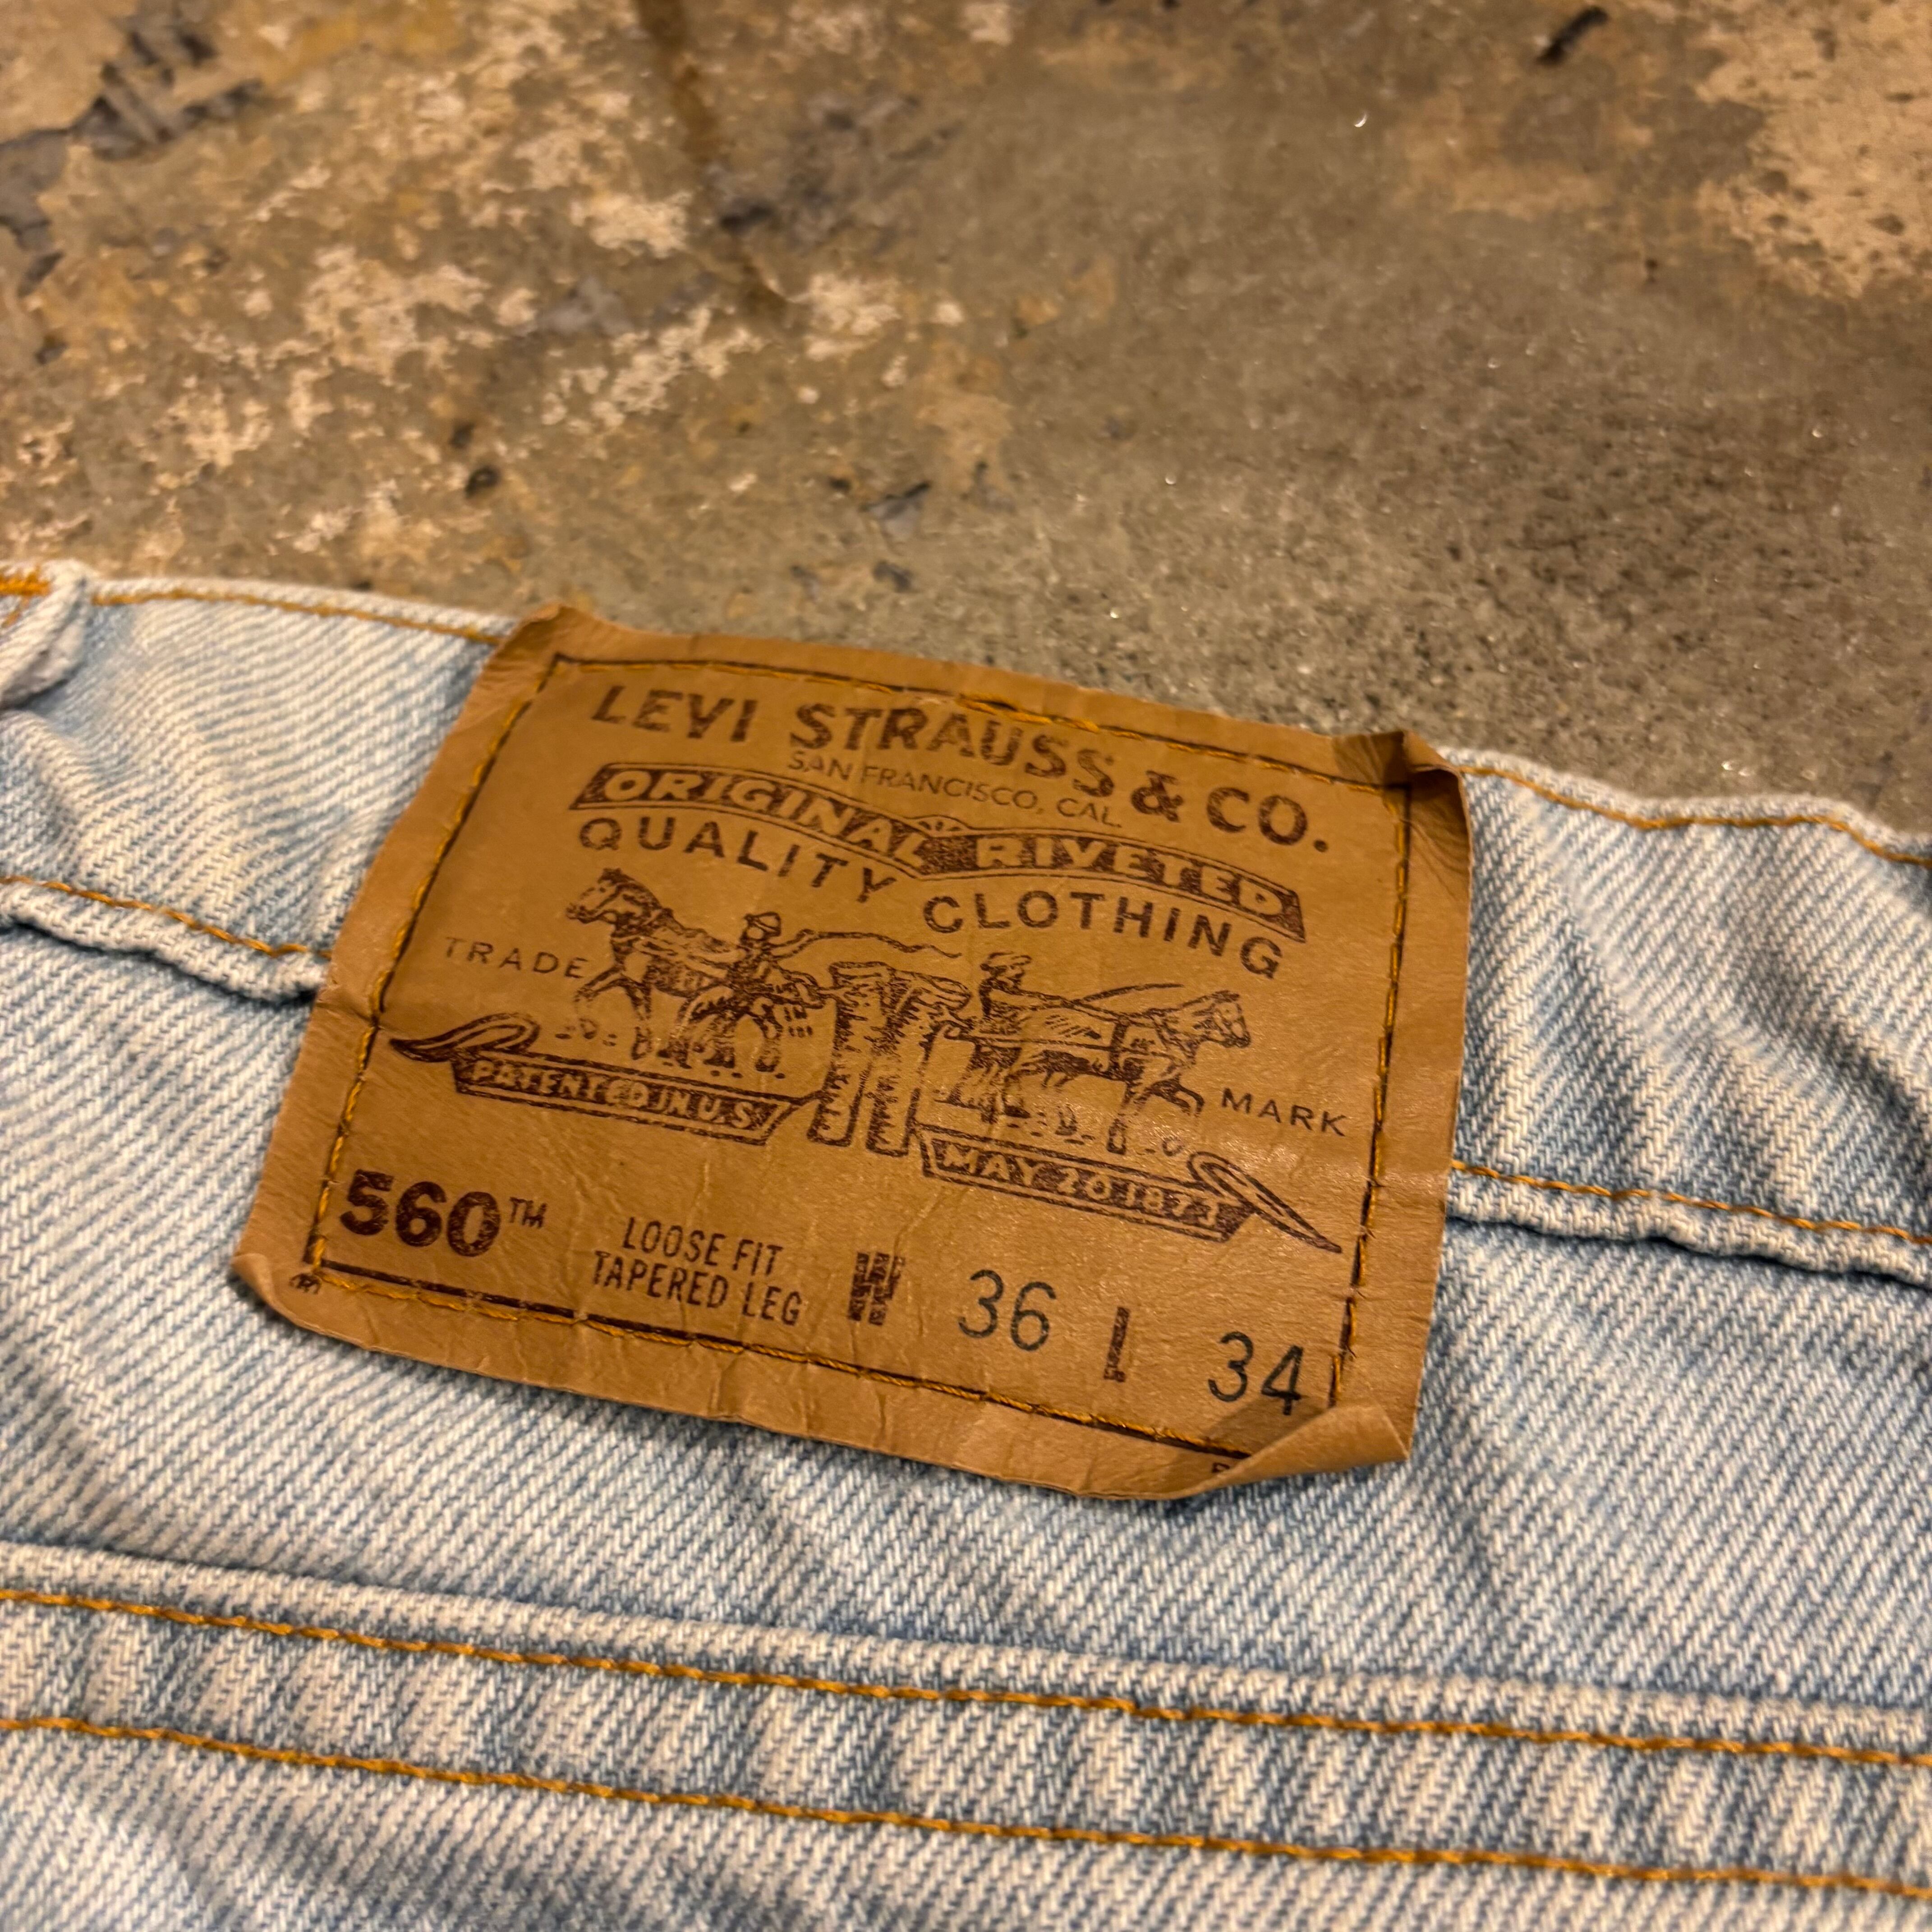 LEVI STRAUSS & CO.
SAN FRANCISCO, CAL.
ORIGINAL RIVETED
QUALITY CLOTHING
TRADE MARK
PATENTED IN U.S.
MAY 20 1873
560™ LOOSE FIT
TAPERED LEG
W 36 L 34